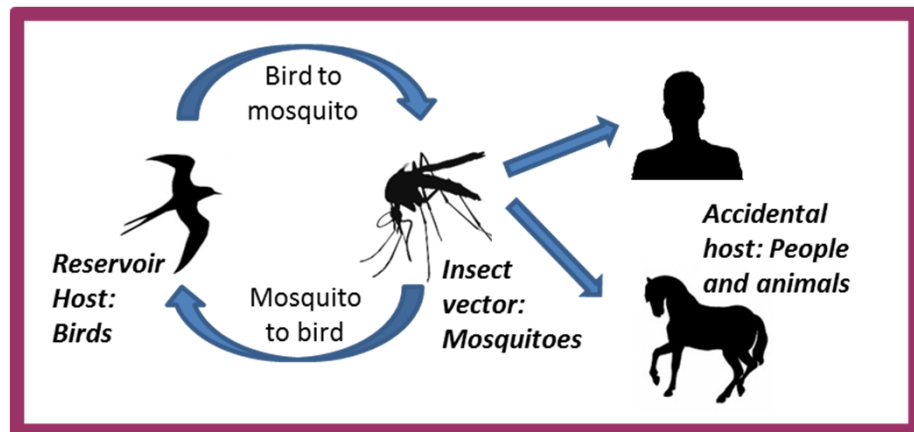 Bird to
mosquito
Reservoir
Host:
Birds
Mosquito
to bird
Insect
vector:
Mosquitoes
Accidental
host: People
and animals